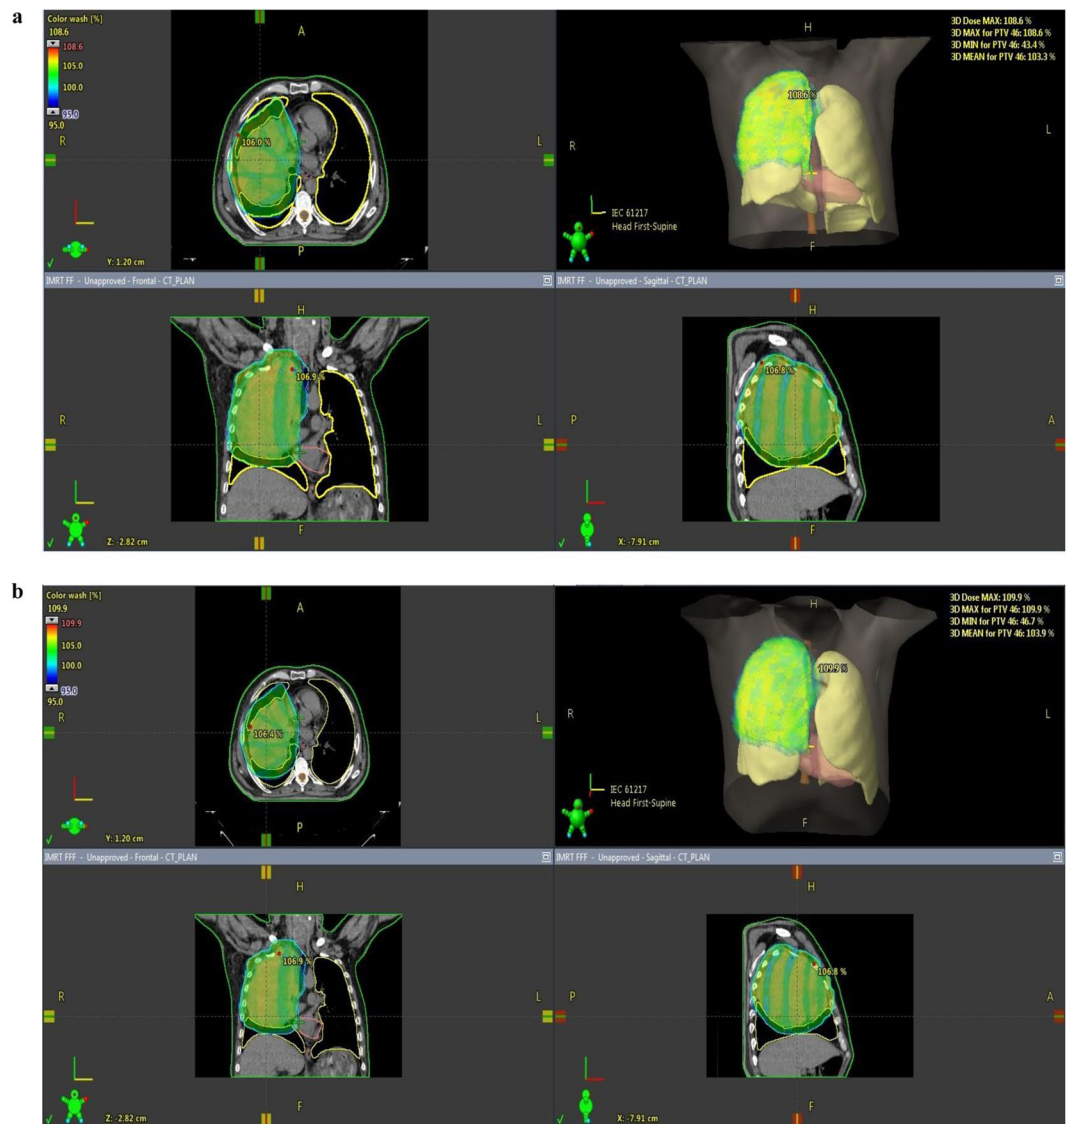 a
Color wash [%]
108.6
108.6
105.0
100.0
95.0
95.0
A
R
L
106.0 %
P
Y: 1.20 cm
H
3D Dose MAX: 108.6 %
3D MAX for PTV 46: 108.6 %
3D MIN for PTV 46: 43.4 %
3D MEAN for PTV 46: 103.3 %
108.6 %
R
L
IEC 61217
Head First-Supine
F
IMRT FF - Unapproved - Frontal - CT_PLAN
H
106.9 %
R
L
F
Z: -2.82 cm
IMRT FF - Unapproved - Sagittal - CT_PLAN
H
106.8 %
P
A
F
X: -7.91 cm
b
Color wash [%]
109.9
109.9
105.0
100.0
95.0
95.0
A
R
L
106.4 %
P
Y: 1.20 cm
H
3D Dose MAX: 109.9 %
3D MAX for PTV 46: 109.9 %
3D MIN for PTV 46: 46.7 %
3D MEAN for PTV 46: 103.9 %
109.9 %
R
L
IEC 61217
Head First-Supine
F
IMRT FFF - Unapproved - Frontal - CT_PLAN
H
106.9 %
R
L
F
Z: -2.82 cm
IMRT FFF - Unapproved - Sagittal - CT_PLAN
H
106.8 %
P
A
F
X: -7.91 cm